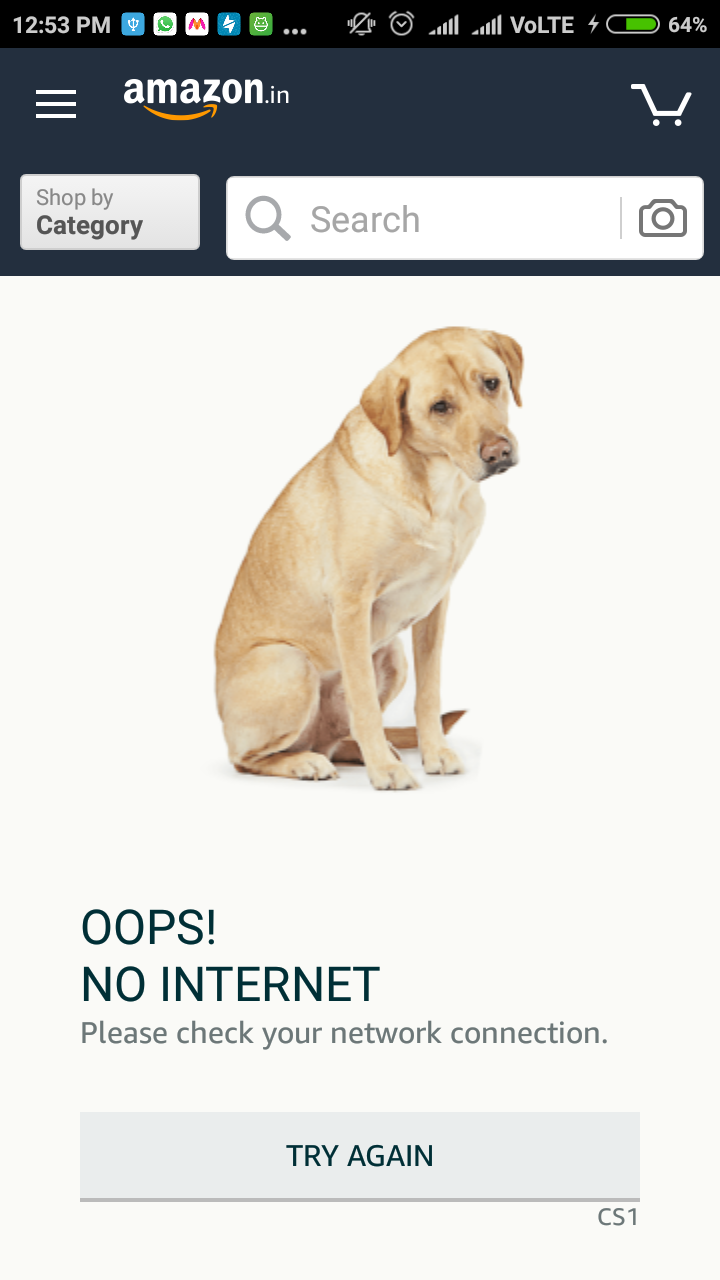 12:53 PM ... VoLTE 64%
amazon.in
Shop by
Category
Search
OOPS!
NO INTERNET
Please check your network connection.
TRY AGAIN
CS1